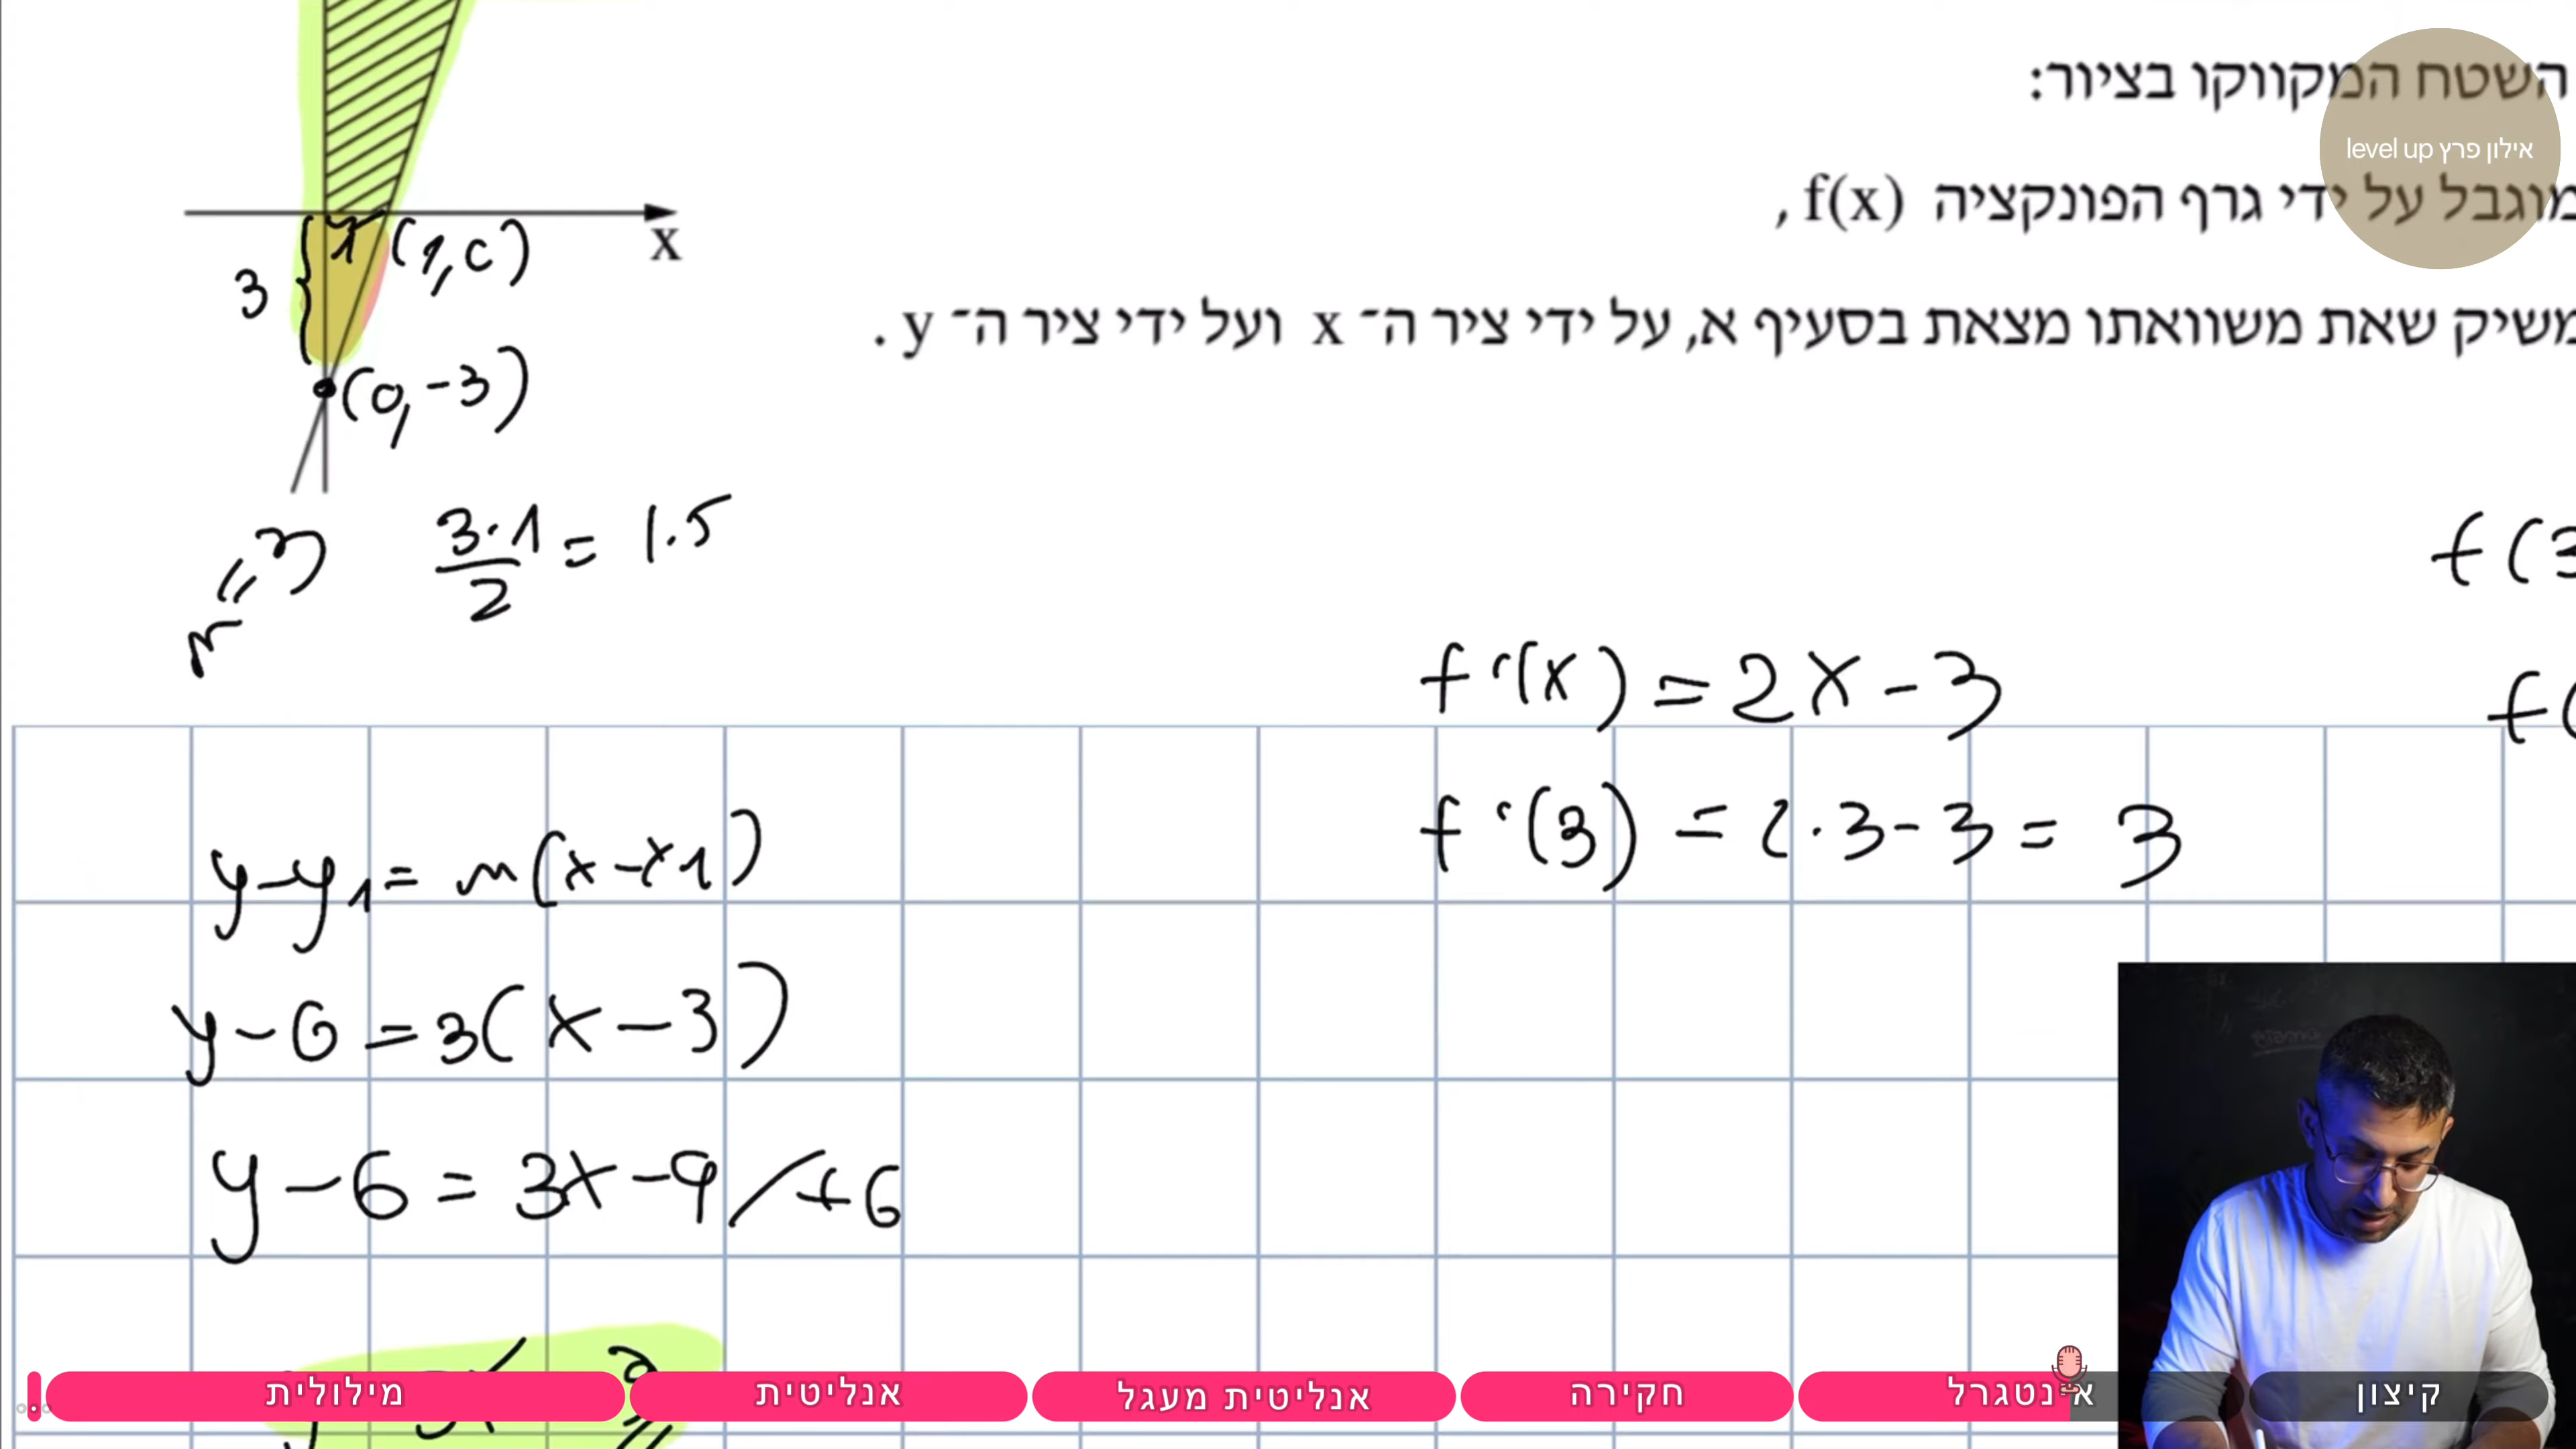 השטח המקווקו בציור:
אילון פרץ level up
מוגבל על ידי גרף הפונקציה f(x) ,
משיק שאת משוואתו מצאת בסעיף א, על ידי ציר ה־ x ועל ידי ציר ה־ y .
x
1
(1,0)
3
(0,-3)
3·1/2 = 1.5
f(3
f'(x) = 2x-3
f(
f'(3) = 2·3-3 = 3
y-y1 = m(x-x1)
y-6 = 3(x-3)
y-6 = 3x-9 /+6
מילולית
אנליטית
אנליטית מעגל
חקירה
אינטגרל
קיצון